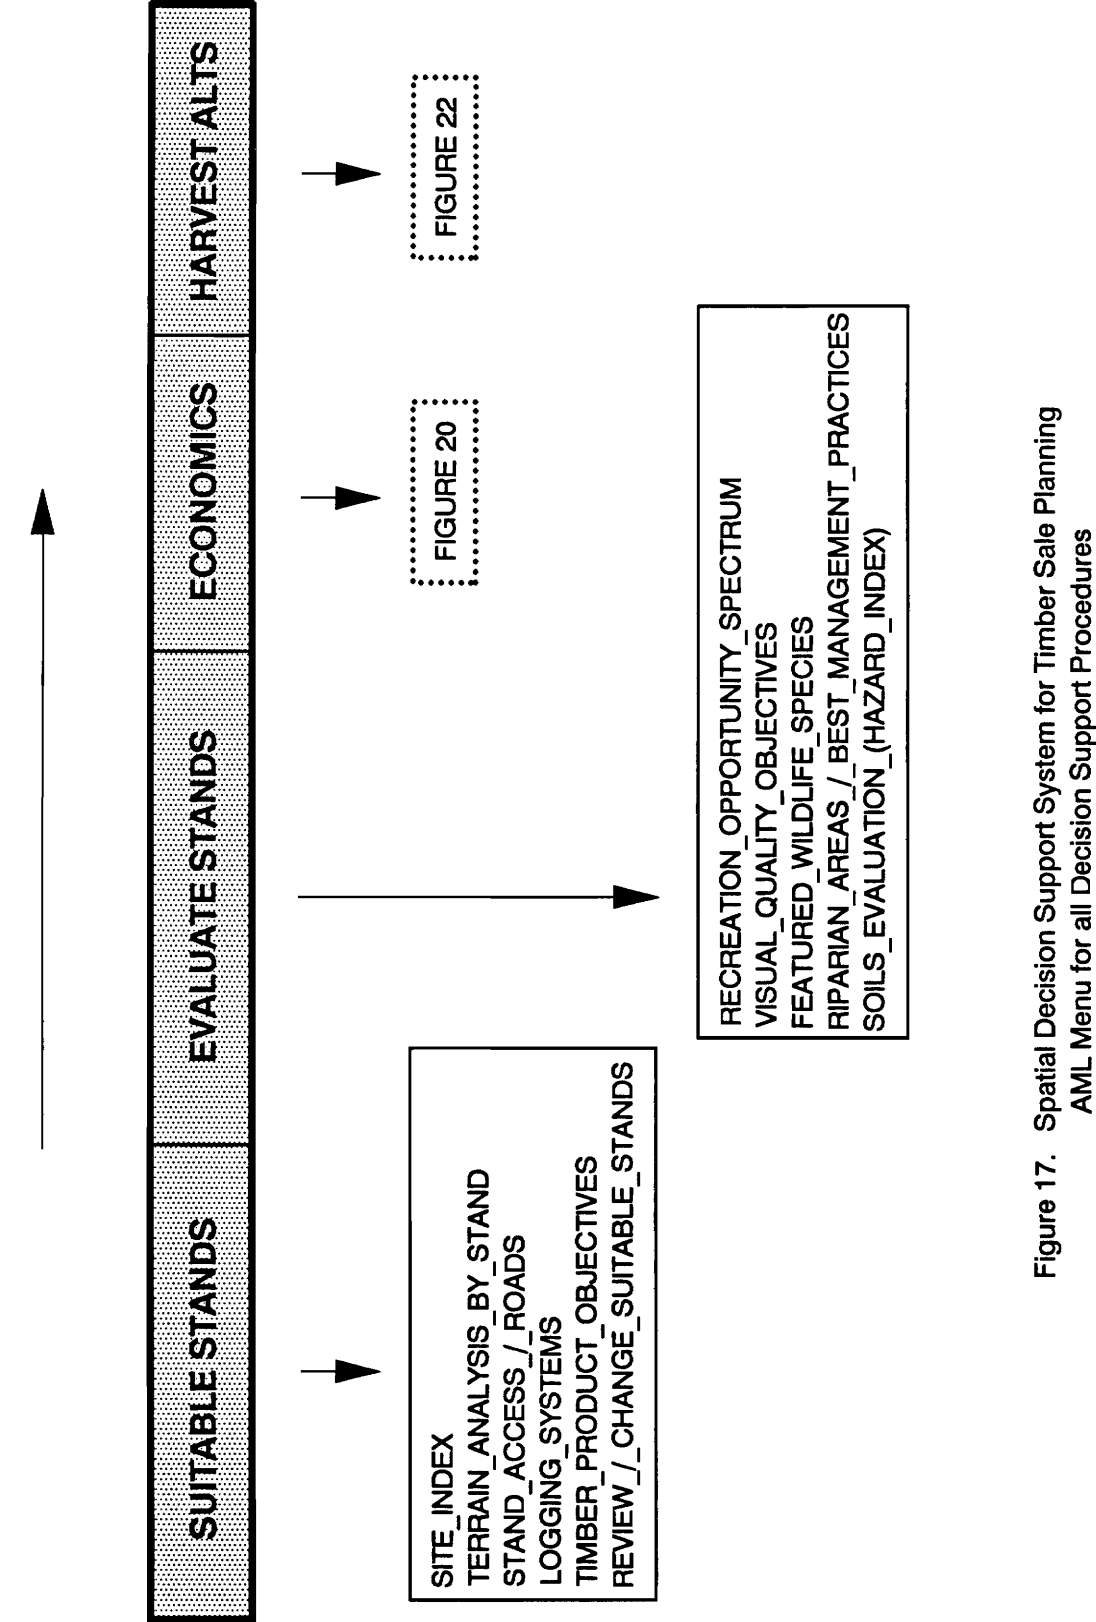 SUITABLE STANDS
EVALUATE STANDS
ECONOMICS
HARVEST ALTS
SITE_INDEX
TERRAIN_ANALYSIS_BY_STAND
STAND_ACCESS_/_ROADS
LOGGING_SYSTEMS
TIMBER_PRODUCT_OBJECTIVES
REVIEW_/_CHANGE_SUITABLE_STANDS
FIGURE 20
FIGURE 22
RECREATION_OPPORTUNITY_SPECTRUM
VISUAL_QUALITY_OBJECTIVES
FEATURED_WILDLIFE_SPECIES
RIPARIAN_AREAS_/_BEST_MANAGEMENT_PRACTICES
SOILS_EVALUATION_(HAZARD_INDEX)
Figure 17. Spatial Decision Support System for Timber Sale Planning
AML Menu for all Decision Support Procedures